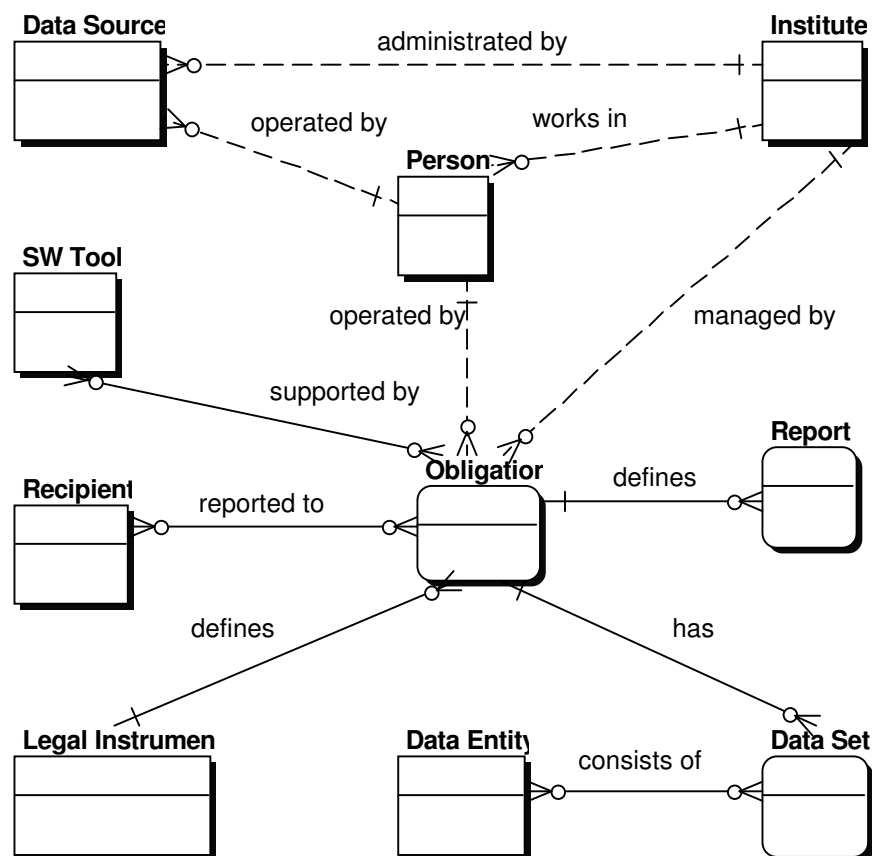 Data Source
Institute
administrated by
operated by
works in
Person
SW Tool
operated by
managed by
supported by
Report
Obligation
defines
Recipient
reported to
defines
has
Legal Instrumen
Data Entity
Data Set
consists of